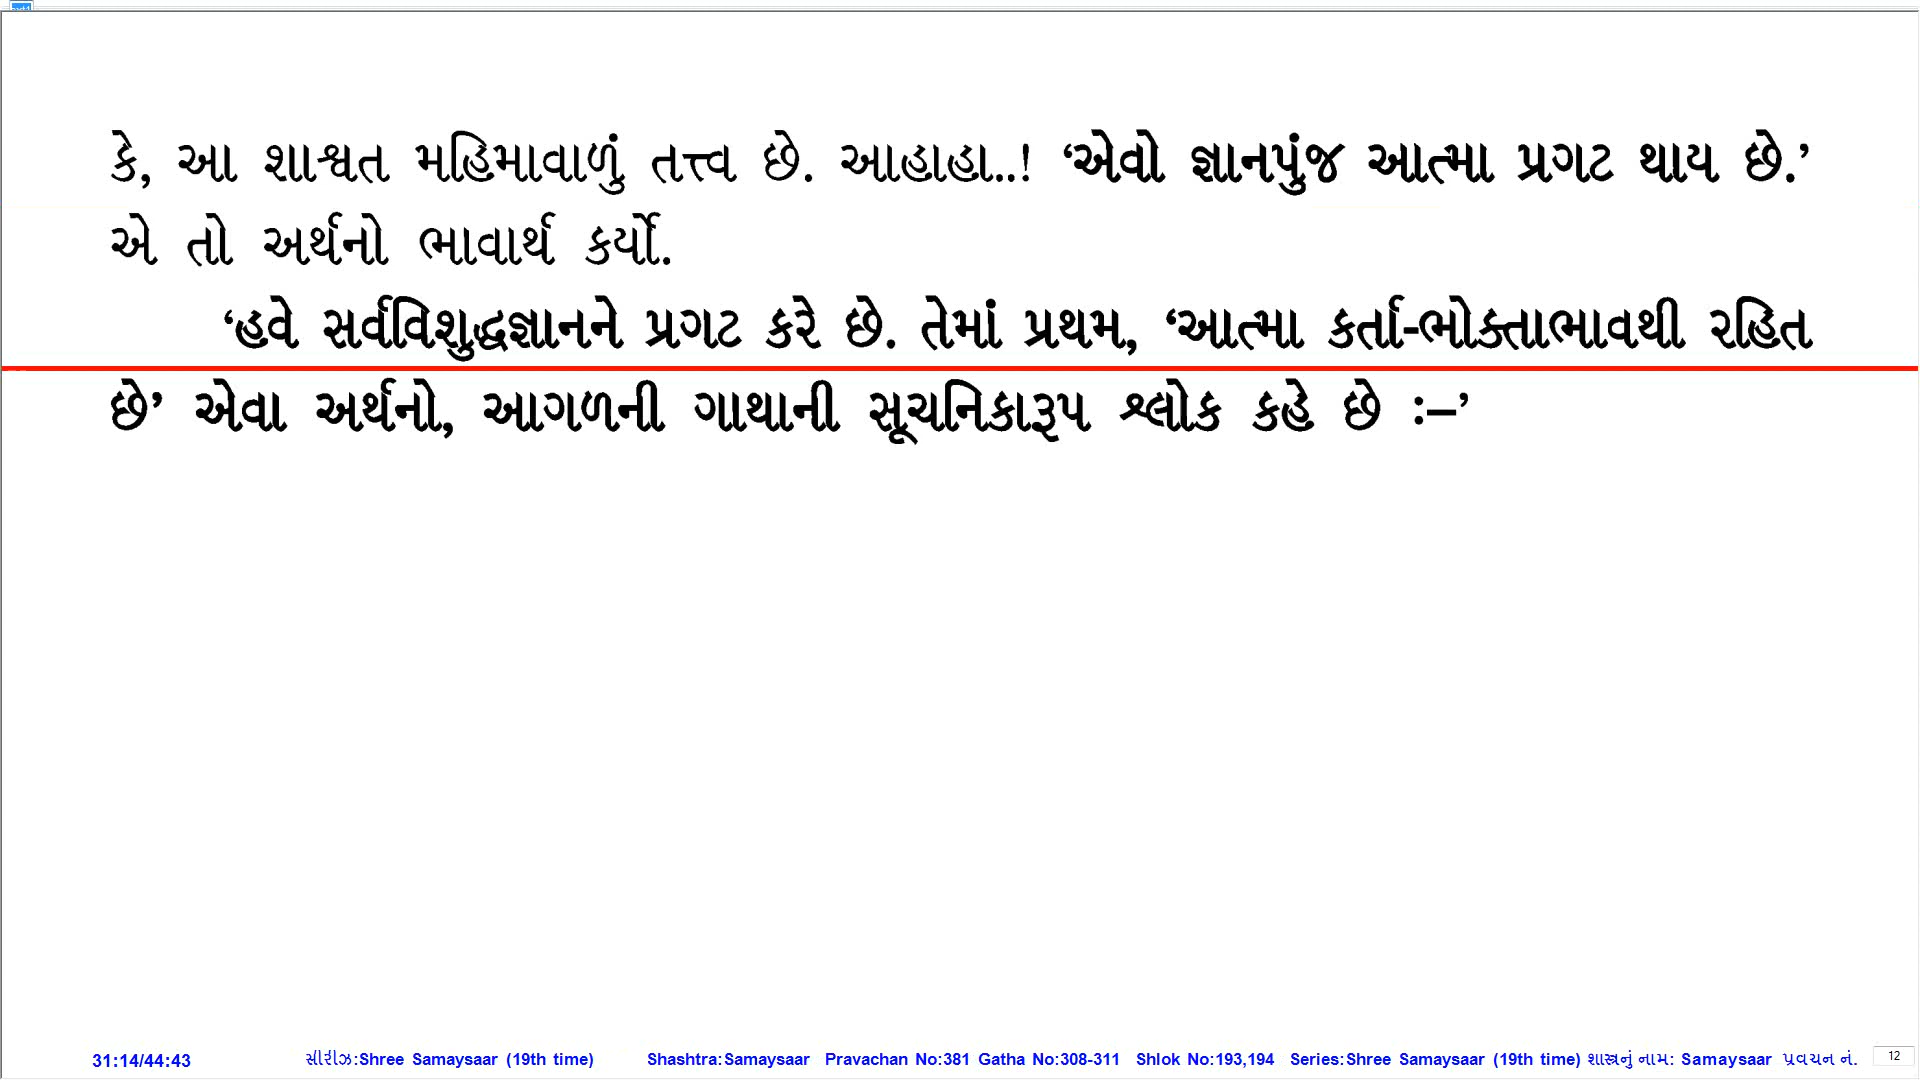 કે, આ શાશ્વત મહિમાવાળું તત્ત્વ છે. આહાહા..! ‘એવો જ્ઞાનપુંજ આત્મા પ્રગટ થાય છે.’
એ તો અર્થનો ભાવાર્થ કર્યો.
‘હવે સર્વવિશુદ્ધજ્ઞાનને પ્રગટ કરે છે. તેમાં પ્રથમ, ‘આત્મા કર્તા-ભોક્તાભાવથી રહિત
છે’ એવા અર્થનો, આગળની ગાથાની સૂચનિકારૂપ શ્લોક કહે છે :–’
31:14/44:43 સીરીઝ:Shree Samaysaar (19th time) Shashtra:Samaysaar Pravachan No:381 Gatha No:308-311 Shlok No:193,194 Series:Shree Samaysaar (19th time) શાસ્ત્રનું નામ: Samaysaar પ્રવચન નં. 12